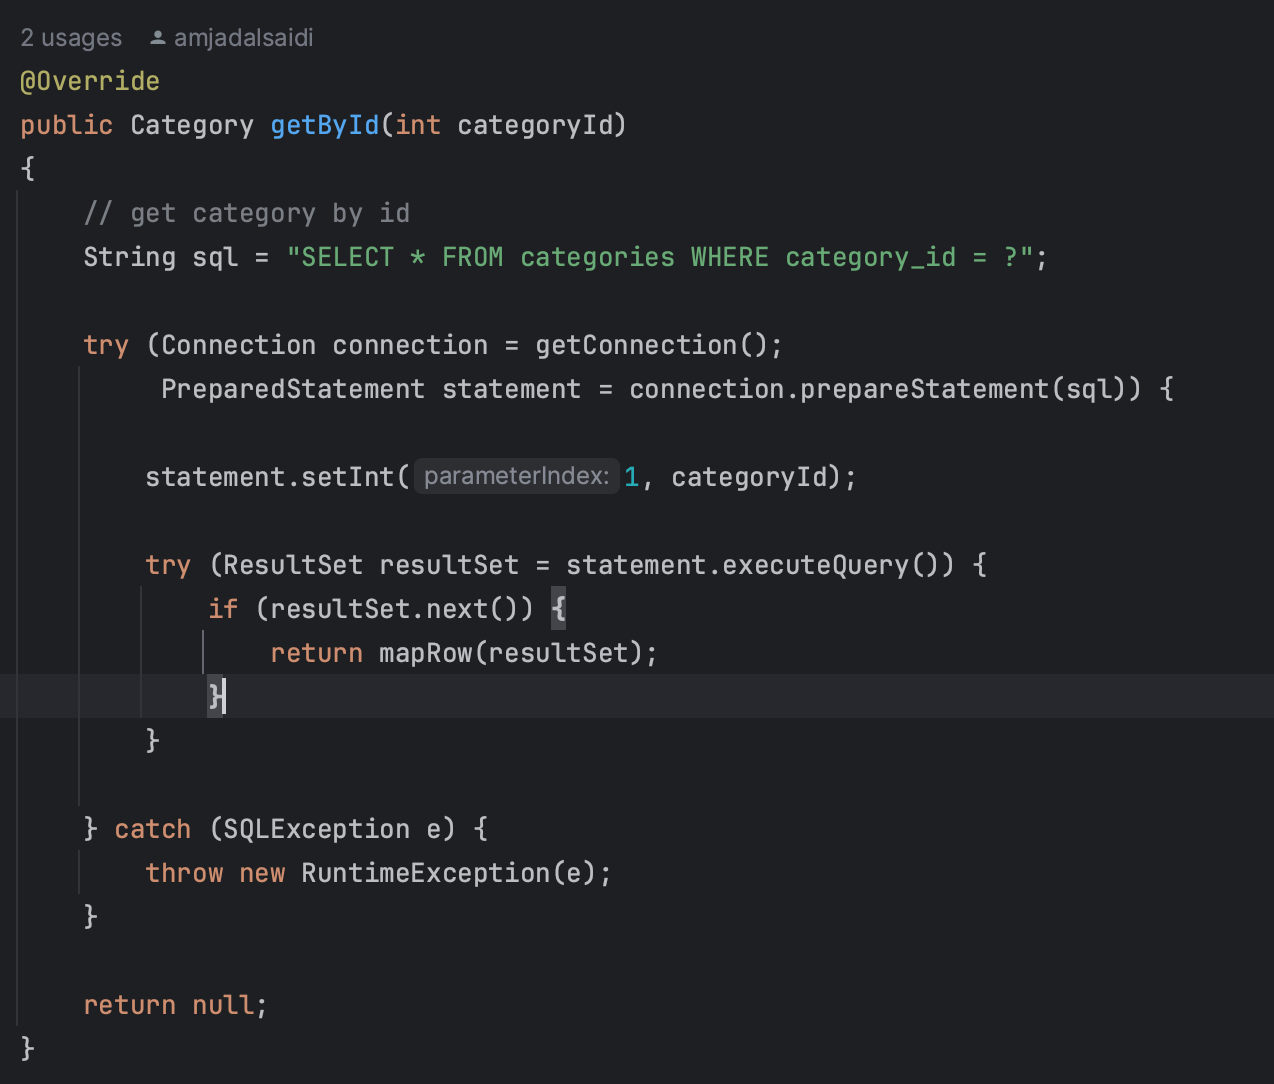 2 usages amjadalsaidi
@Override
public Category getById(int categoryId)
{
// get category by id
String sql = "SELECT * FROM categories WHERE category_id = ?";
try (Connection connection = getConnection();
PreparedStatement statement = connection.prepareStatement(sql)) {
statement.setInt( parameterIndex: 1, categoryId);
try (ResultSet resultSet = statement.executeQuery()) {
if (resultSet.next()) {
return mapRow(resultSet);
}
}
} catch (SQLException e) {
throw new RuntimeException(e);
}
return null;
}